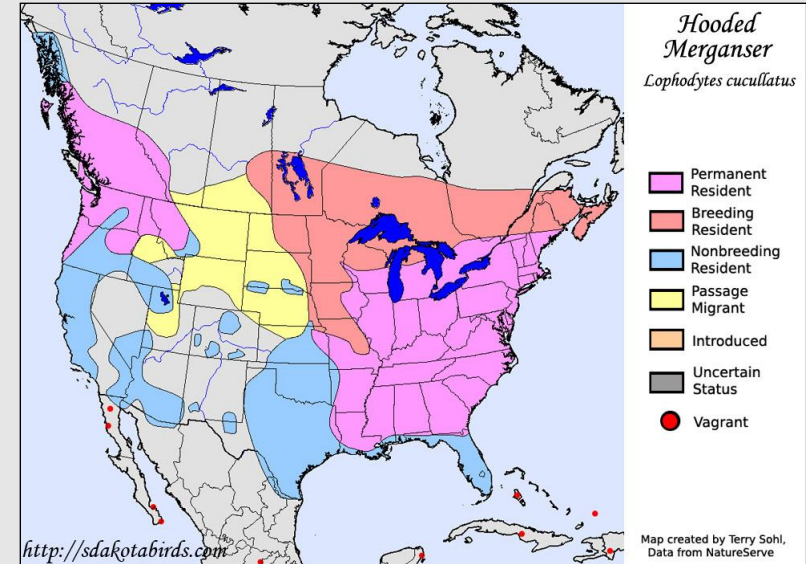 Hooded
Merganser
Lophodytes cucullatus
Permanent
Resident
Breeding
Resident
Nonbreeding
Resident
Passage
Migrant
Introduced
Uncertain
Status
Vagrant
Map created by Terry Sohl,
Data from NatureServe
http://sdakotabirds.com